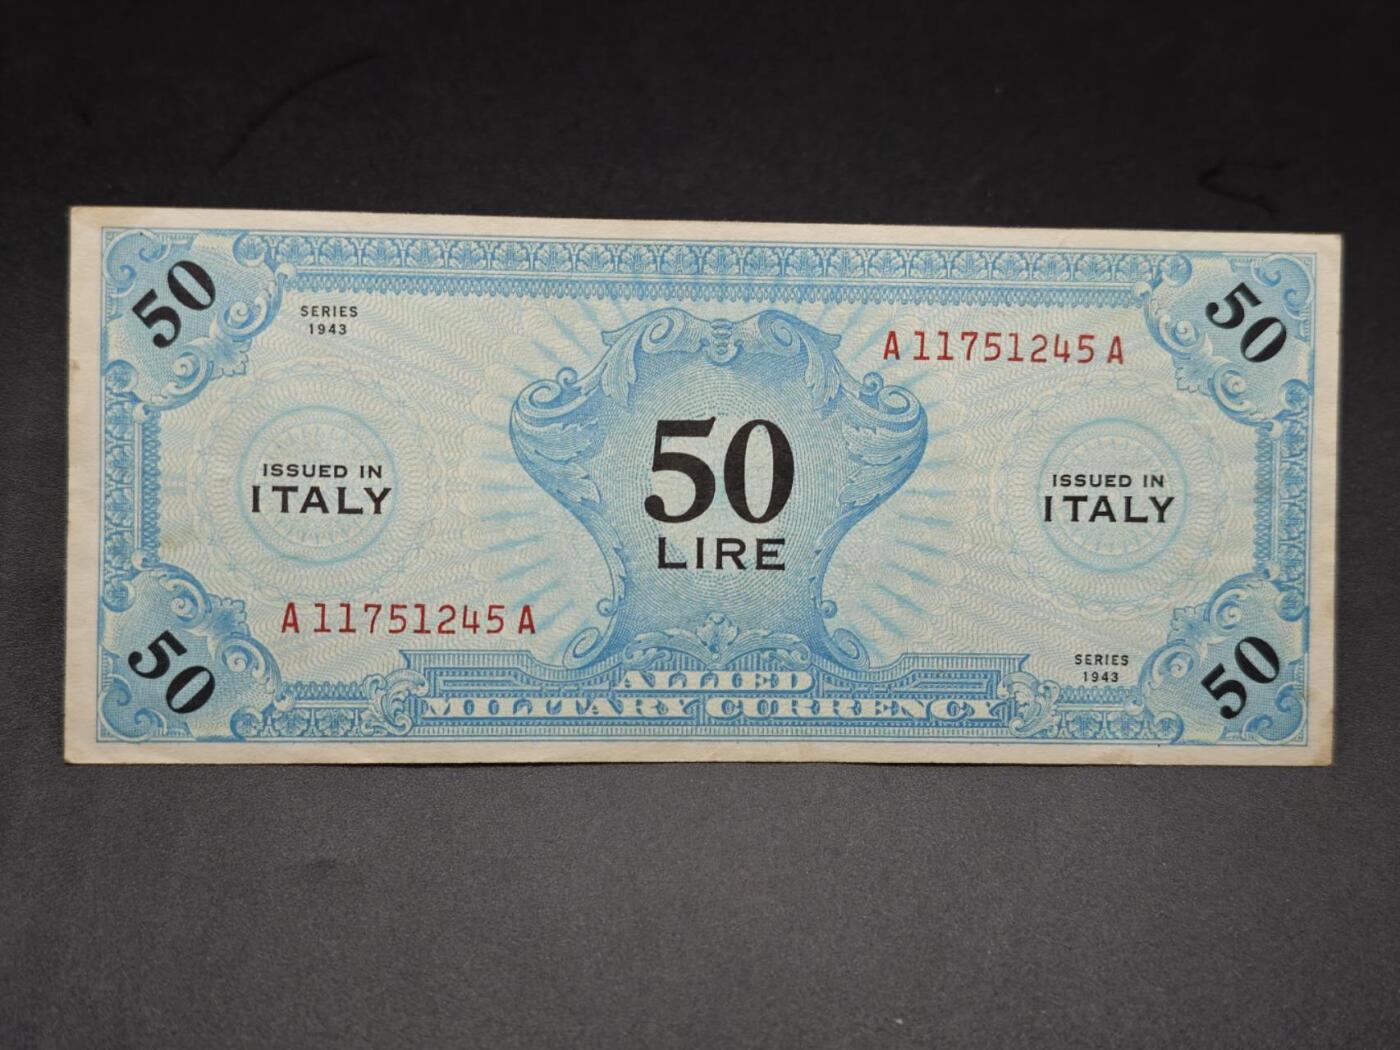 50
50
SERIES
1943
A 11751245 A
50
LIRE
ISSUED IN
ITALY
ISSUED IN
ITALY
A 11751245 A
SERIES
1943
50
50
ALLIED
MILITARY CURRENCY